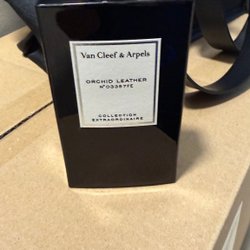 Van Cleef & Arpels
ORCHID LEATHER
COLLECTION
EXTRAORDINAIRE